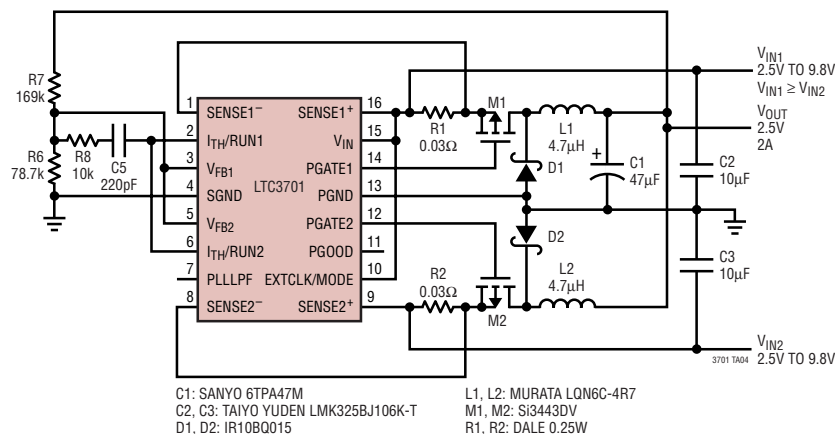 R7
169k
R6
78.7k
R8
10k
C5
220pF
1
2
3
4
5
6
7
8
SENSE1⁻
ITH/RUN1
VFB1
SGND
VFB2
ITH/RUN2
PLLLPF
SENSE2⁻
LTC3701
SENSE1⁺
VIN
PGATE1
PGND
PGATE2
PGOOD
EXTCLK/MODE
SENSE2⁺
16
15
14
13
12
11
10
9
R1
0.03Ω
M1
L1
4.7µH
D1
+
C1
47µF
D2
R2
0.03Ω
M2
L2
4.7µH
VIN1
2.5V TO 9.8V
VIN1 ≥ VIN2
VOUT
2.5V
2A
C2
10µF
C3
10µF
VIN2
2.5V TO 9.8V
3701 TA04
C1: SANYO 6TPA47M
C2, C3: TAIYO YUDEN LMK325BJ106K-T
D1, D2: IR10BQ015
L1, L2: MURATA LQN6C-4R7
M1, M2: Si3443DV
R1, R2: DALE 0.25W